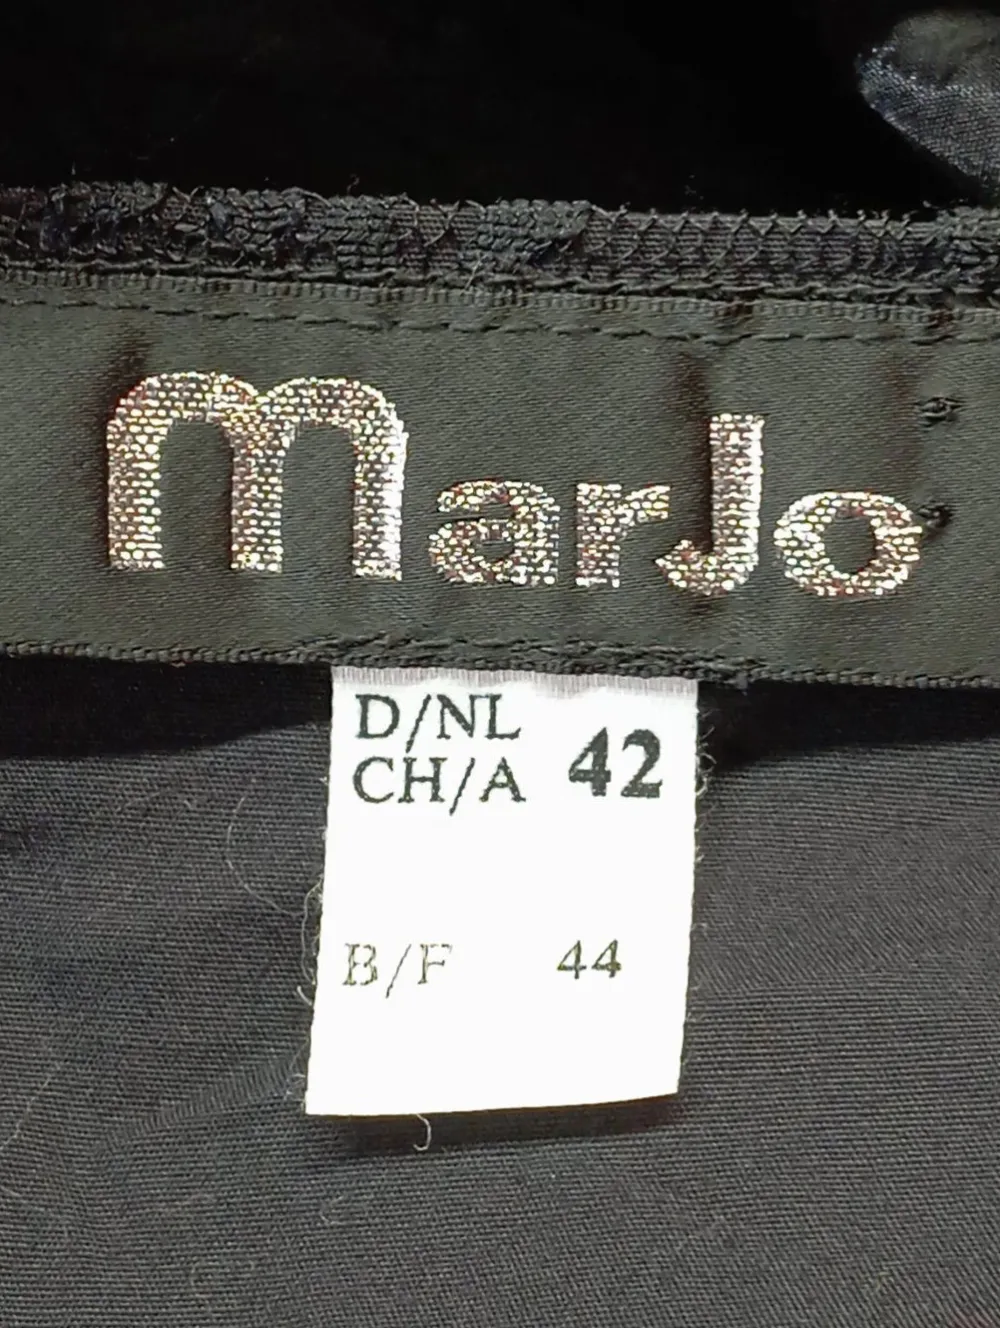 marJo
D/NL
CH/A 42
B/F 44